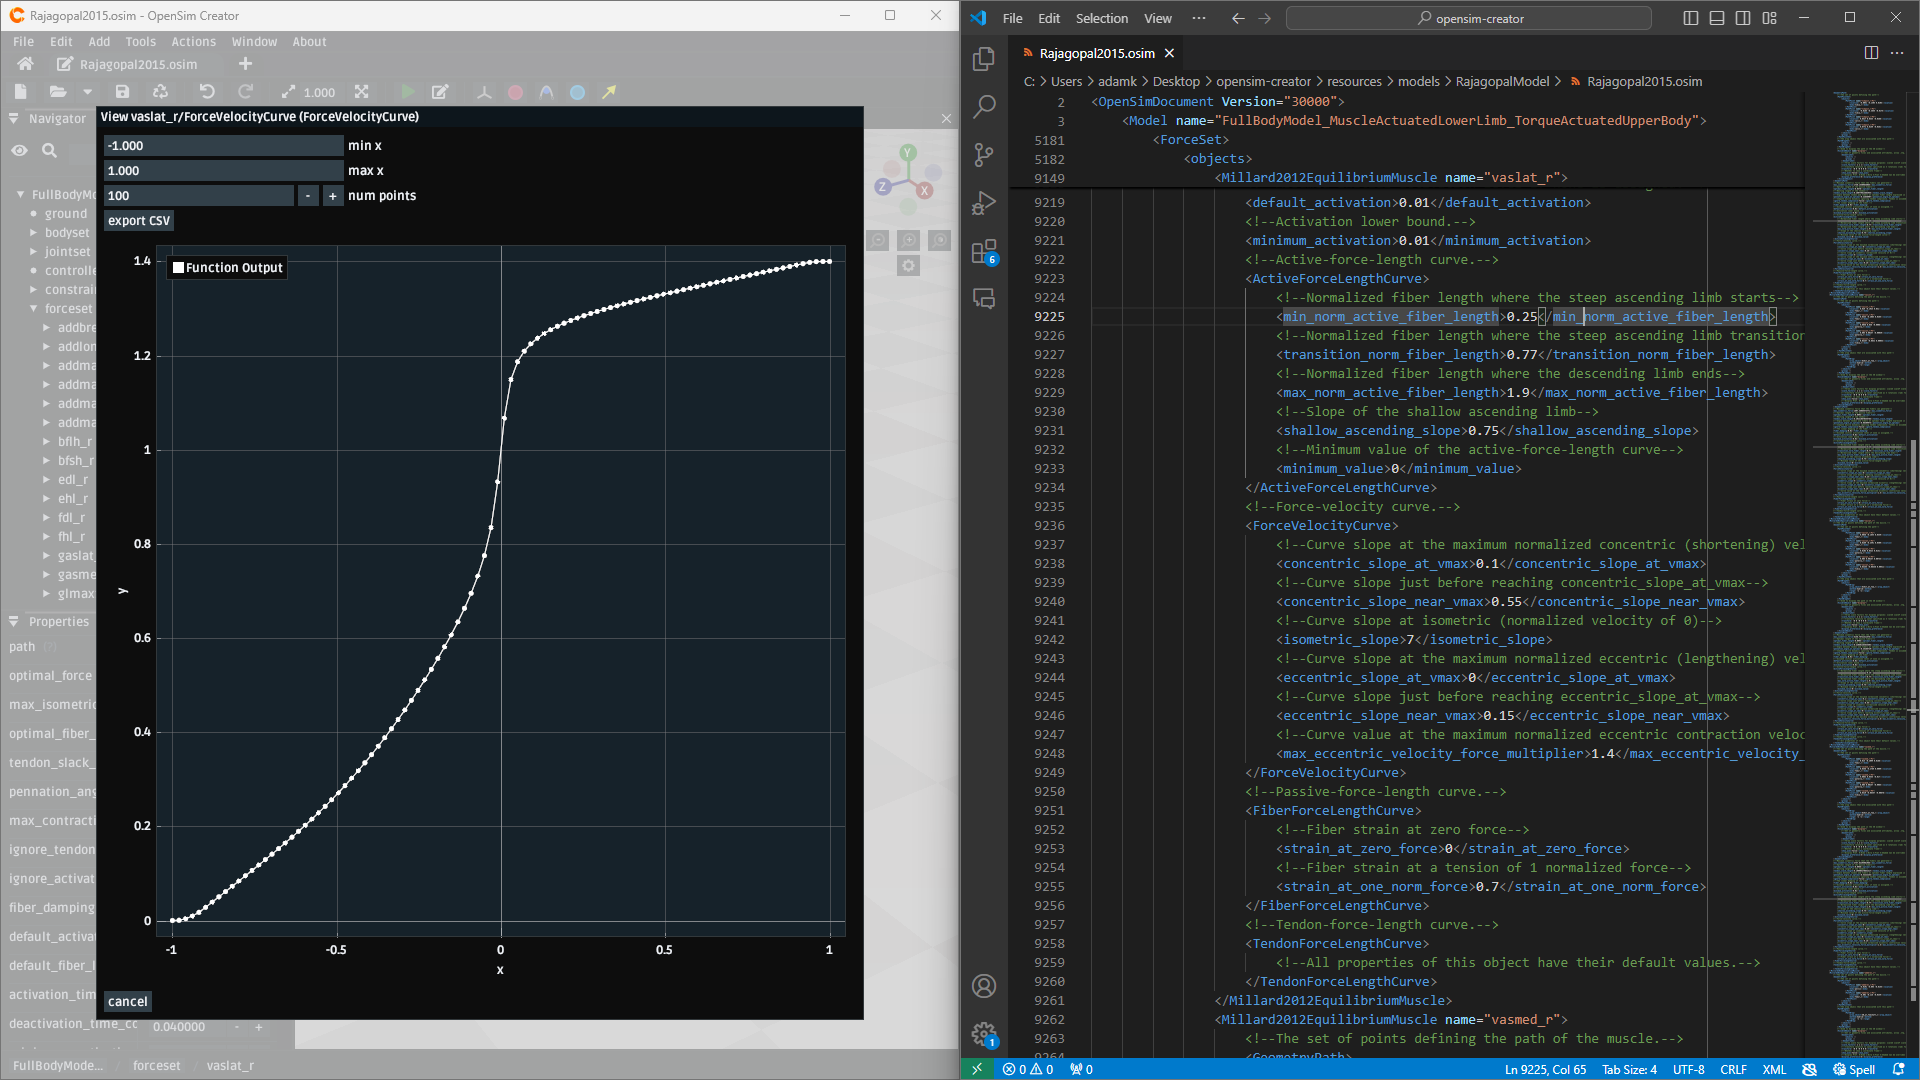 Rajagopal2015.osim - OpenSim Creator
File Edit Add Tools Actions Window About
Rajagopal2015.osim
1.000
Navigator
FullBodyMo
ground
bodyset
jointset
controlle
constrain
forceset
addbre
addlon
addma
addma
addma
addma
bflh_r
bfsh_r
edl_r
ehl_r
fdl_r
fhl_r
gaslat_
gasme
glmax
Properties
path
optimal_force
max_isometric
optimal_fiber_
tendon_slack_
pennation_ang
max_contracti
ignore_tendon
ignore_activat
fiber_damping
default_activa
default_fiber_l
activation_tim
deactivation_time_cc 0.040000 - +
FullBodyMode... / forceset / vaslat_r
View vaslat_r/ForceVelocityCurve (ForceVelocityCurve)
-1.000 min x
1.000 max x
100 - + num points
export CSV
Function Output
1.4
1.2
1
0.8
0.6
0.4
0.2
0
y
-1 -0.5 0 0.5 1
x
cancel
Y
Z
X
File Edit Selection View ···
opensim-creator
Rajagopal2015.osim
C: > Users > adamk > Desktop > opensim-creator > resources > models > RajagopalModel > Rajagopal2015.osim
2 <OpenSimDocument Version="30000">
3 <Model name="FullBodyModel_MuscleActuatedLowerLimb_TorqueActuatedUpperBody">
5181 <ForceSet>
5182 <objects>
9149 <Millard2012EquilibriumMuscle name="vaslat_r">
9219 <default_activation>0.01</default_activation>
9220 <!--Activation lower bound.-->
9221 <minimum_activation>0.01</minimum_activation>
9222 <!--Active-force-length curve.-->
9223 <ActiveForceLengthCurve>
9224 <!--Normalized fiber length where the steep ascending limb starts-->
9225 <min_norm_active_fiber_length>0.25</min_norm_active_fiber_length>
9226 <!--Normalized fiber length where the steep ascending limb transition
9227 <transition_norm_fiber_length>0.77</transition_norm_fiber_length>
9228 <!--Normalized fiber length where the descending limb ends-->
9229 <max_norm_active_fiber_length>1.9</max_norm_active_fiber_length>
9230 <!--Slope of the shallow ascending limb-->
9231 <shallow_ascending_slope>0.75</shallow_ascending_slope>
9232 <!--Minimum value of the active-force-length curve-->
9233 <minimum_value>0</minimum_value>
9234 </ActiveForceLengthCurve>
9235 <!--Force-velocity curve.-->
9236 <ForceVelocityCurve>
9237 <!--Curve slope at the maximum normalized concentric (shortening) vel
9238 <concentric_slope_at_vmax>0.1</concentric_slope_at_vmax>
9239 <!--Curve slope just before reaching concentric_slope_at_vmax-->
9240 <concentric_slope_near_vmax>0.55</concentric_slope_near_vmax>
9241 <!--Curve slope at isometric (normalized velocity of 0)-->
9242 <isometric_slope>7</isometric_slope>
9243 <!--Curve slope at the maximum normalized eccentric (lengthening) vel
9244 <eccentric_slope_at_vmax>0</eccentric_slope_at_vmax>
9245 <!--Curve slope just before reaching eccentric_slope_at_vmax-->
9246 <eccentric_slope_near_vmax>0.15</eccentric_slope_near_vmax>
9247 <!--Curve value at the maximum normalized eccentric contraction veloc
9248 <max_eccentric_velocity_force_multiplier>1.4</max_eccentric_velocity_
9249 </ForceVelocityCurve>
9250 <!--Passive-force-length curve.-->
9251 <FiberForceLengthCurve>
9252 <!--Fiber strain at zero force-->
9253 <strain_at_zero_force>0</strain_at_zero_force>
9254 <!--Fiber strain at a tension of 1 normalized force-->
9255 <strain_at_one_norm_force>0.7</strain_at_one_norm_force>
9256 </FiberForceLengthCurve>
9257 <!--Tendon-force-length curve.-->
9258 <TendonForceLengthCurve>
9259 <!--All properties of this object have their default values.-->
9260 </TendonForceLengthCurve>
9261 </Millard2012EquilibriumMuscle>
9262 <Millard2012EquilibriumMuscle name="vasmed_r">
9263 <!--The set of points defining the path of the muscle.-->
9264 <GeometryPath>
6
1
0 0 0
Ln 9225, Col 65 Tab Size: 4 UTF-8 CRLF XML Spell